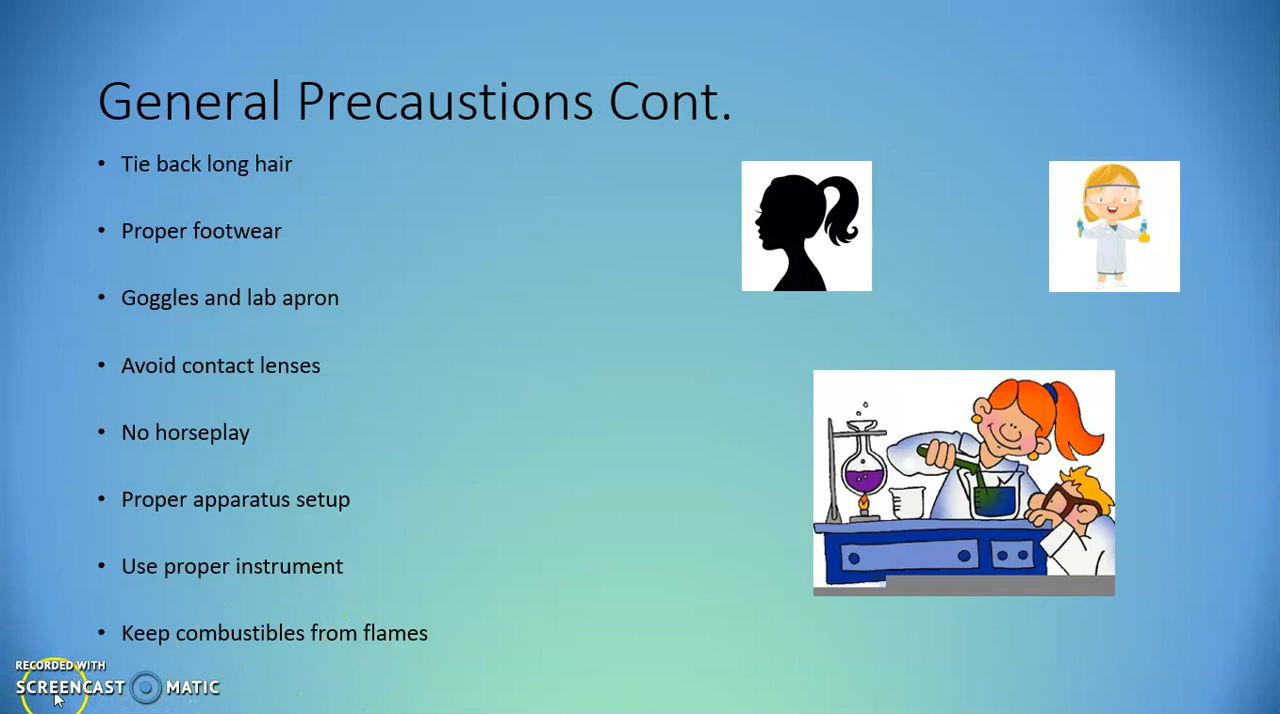 General Precaustions Cont.
• Tie back long hair
• Proper footwear
• Goggles and lab apron
• Avoid contact lenses
• No horseplay
• Proper apparatus setup
• Use proper instrument
• Keep combustibles from flames
RECORDED WITH
SCREENCAST MATIC